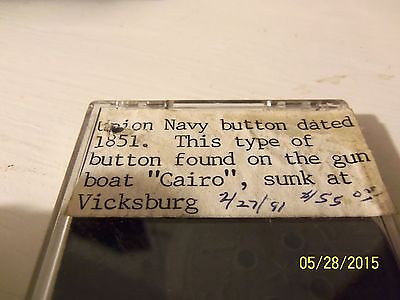 Union Navy button dated
1851.  This type of
button found on the gun
boat "Cairo", sunk at
Vicksburg 2/27/91 $55.00
05/28/2015